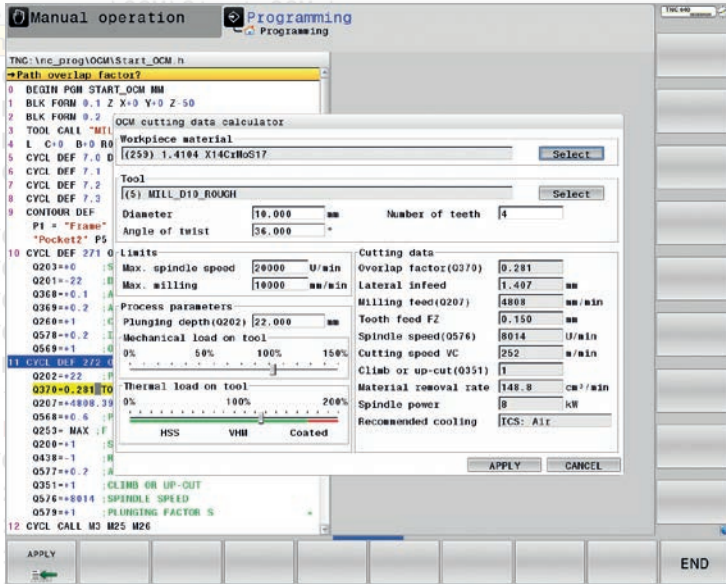 Manual operation
Programming
Programming
TNC 640
TNC:\nc_prog\OCM\Start_OCM.h
→Path overlap factor?
0 BEGIN PGM START_OCM MM
1 BLK FORM 0.1 Z X+0 Y+0 Z-50
2 BLK FORM 0.2
3 TOOL CALL "MIL
4 L C+0 B+0 R0
5 CYCL DEF 7.0 D
6 CYCL DEF 7.1
7 CYCL DEF 7.2
8 CYCL DEF 7.3
9 CONTOUR DEF
P1 = "Frame"
"Pocket2" P5
10 CYCL DEF 271 O
Q203=+0 ;S
Q201=-22 ;D
Q368=+0.1 ;A
Q369=+0.2 ;A
Q260=+1 ;C
Q578=+0.2 ;I
Q569=+1 ;O
11 CYCL DEF 272 O
Q202=+22 ;P
Q370=0.281 TO
Q207=+4808.39
Q568=+0.6 ;P
Q253= MAX ;F
Q200=+1 ;S
Q438=-1 ;R
Q577=+0.2 ;A
Q351=+1 ;CLIMB OR UP-CUT
Q576=+8014 ;SPINDLE SPEED
Q579=+1 ;PLUNGING FACTOR S
12 CYCL CALL M3 M25 M26
OCM cutting data calculator
Workpiece material
(259) 1.4104 X14CrMoS17 Select
Tool
(5) MILL_D10_ROUGH Select
Diameter 10.000 mm Number of teeth 4
Angle of twist 36.000 °
Limits
Max. spindle speed 20000 U/min
Max. milling 10000 mm/min
Process parameters
Plunging depth(Q202) 22.000 mm
Mechanical load on tool
0% 50% 100% 150%
Thermal load on tool
0% 100% 200%
HSS VHM Coated
Cutting data
Overlap factor(Q370) 0.281
Lateral infeed 1.407 mm
Milling feed(Q207) 4808 mm/min
Tooth feed FZ 0.150 mm
Spindle speed(Q576) 8014 U/min
Cutting speed VC 252 m/min
Climb or up-cut(Q351) 1
Material removal rate 148.8 cm³/min
Spindle power 8 kW
Recommended cooling ICS: Air
APPLY CANCEL
APPLY
END